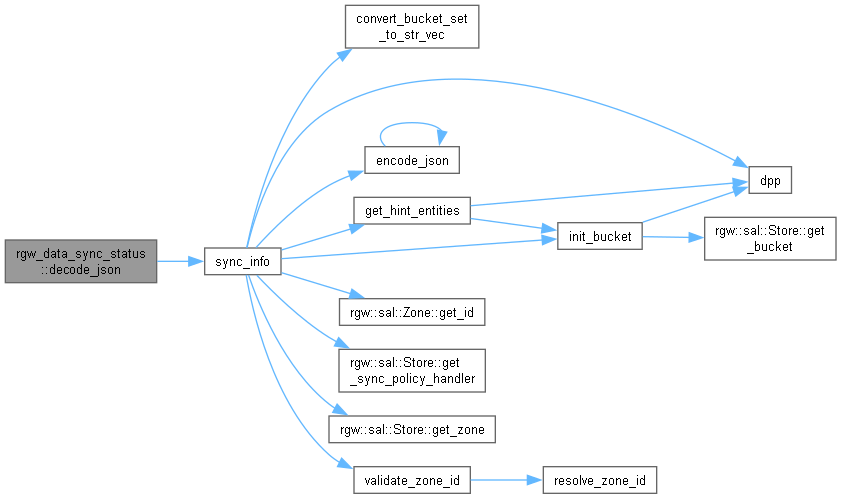 convert_bucket_set
_to_str_vec
encode_json
dpp
get_hint_entities
init_bucket
rgw::sal::Store::get
_bucket
rgw_data_sync_status
::decode_json
sync_info
rgw::sal::Zone::get_id
rgw::sal::Store::get
_sync_policy_handler
rgw::sal::Store::get_zone
validate_zone_id
resolve_zone_id